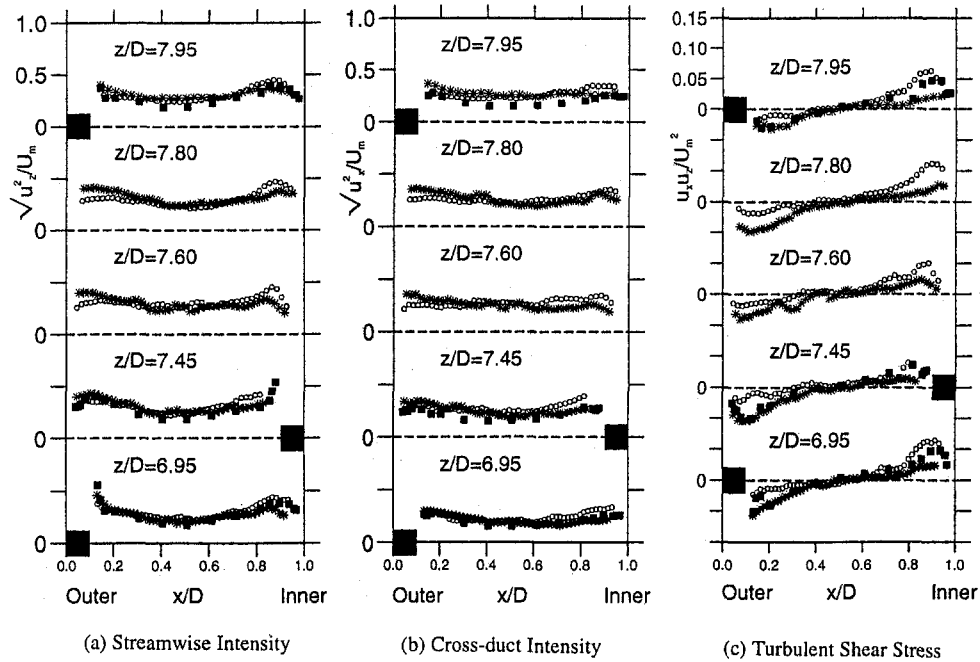 1.0
z/D=7.95
0.5
0
z/D=7.80
0
z/D=7.60
0
z/D=7.45
0
z/D=6.95
0
√u²z/Um
0.0 0.2 0.4 0.6 0.8 1.0
Outer x/D Inner
(a) Streamwise Intensity
1.0
z/D=7.95
0.5
0
z/D=7.80
0
z/D=7.60
0
z/D=7.45
0
z/D=6.95
0
0.0 0.2 0.4 0.6 0.8 1.0
Outer x/D Inner
(b) Cross-duct Intensity
0.15
0.10
z/D=7.95
0.05
0
z/D=7.80
0
z/D=7.60
0
z/D=7.45
0
z/D=6.95
0
uxuz/Um²
0.0 0.2 0.4 0.6 0.8 1.0
Outer x/D Inner
(c) Turbulent Shear Stress